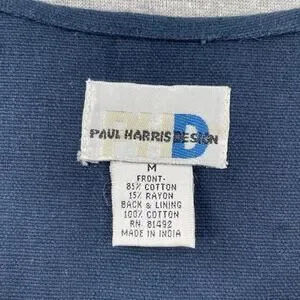 PHD
PAUL HARRIS DESIGN
M
FRONT-
85% COTTON
15% RAYON
BACK & LINING
100% COTTON
RN 81492
MADE IN INDIA